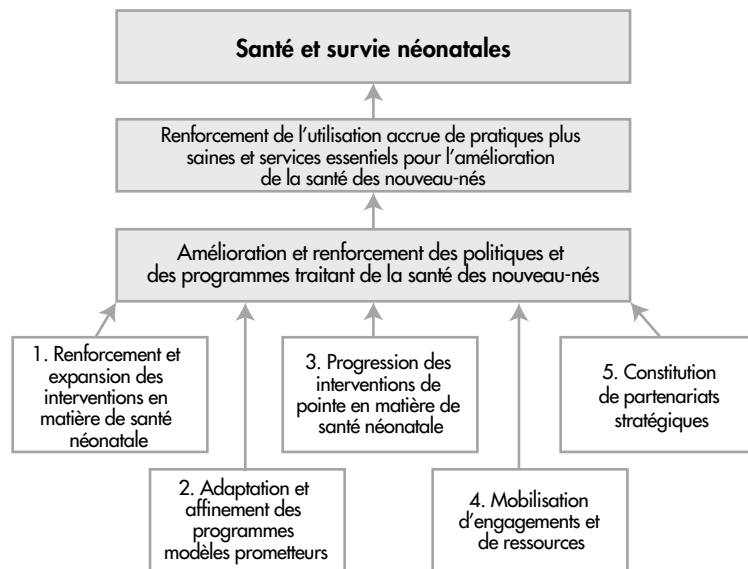 Santé et survie néonatales
Renforcement de l'utilisation accrue de pratiques plus
saines et services essentiels pour l'amélioration
de la santé des nouveau-nés
Amélioration et renforcement des politiques et
des programmes traitant de la santé des nouveau-nés
1. Renforcement et
expansion des
interventions en
matière de santé
néonatale
2. Adaptation et
affinement des
programmes
modèles prometteurs
3. Progression des
interventions de
pointe en matière de
santé néonatale
4. Mobilisation
d'engagements et
de ressources
5. Constitution
de partenariats
stratégiques